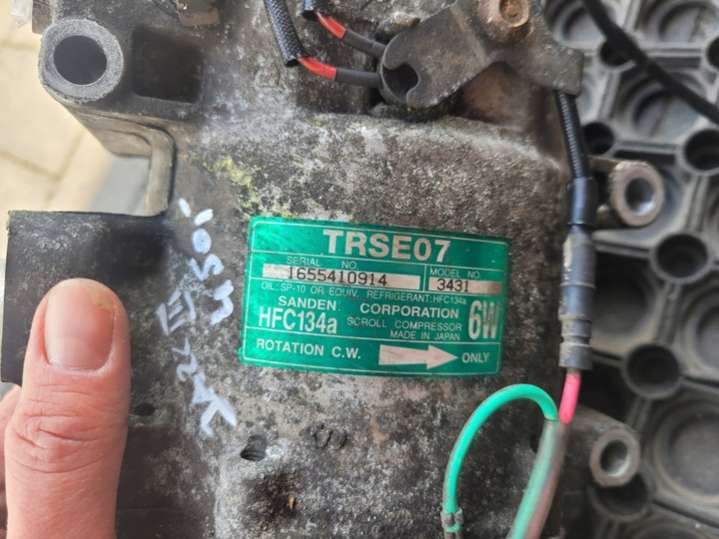 TRSE07
SERIAL NO
1655410914
MODEL NO.
3431
OIL: SP-10 OR EQUIV. REFRIGERANT: HFC134a
SANDEN CORPORATION
HFC134a SCROLL COMPRESSOR
MADE IN JAPAN
6W
ROTATION C.W. ONLY